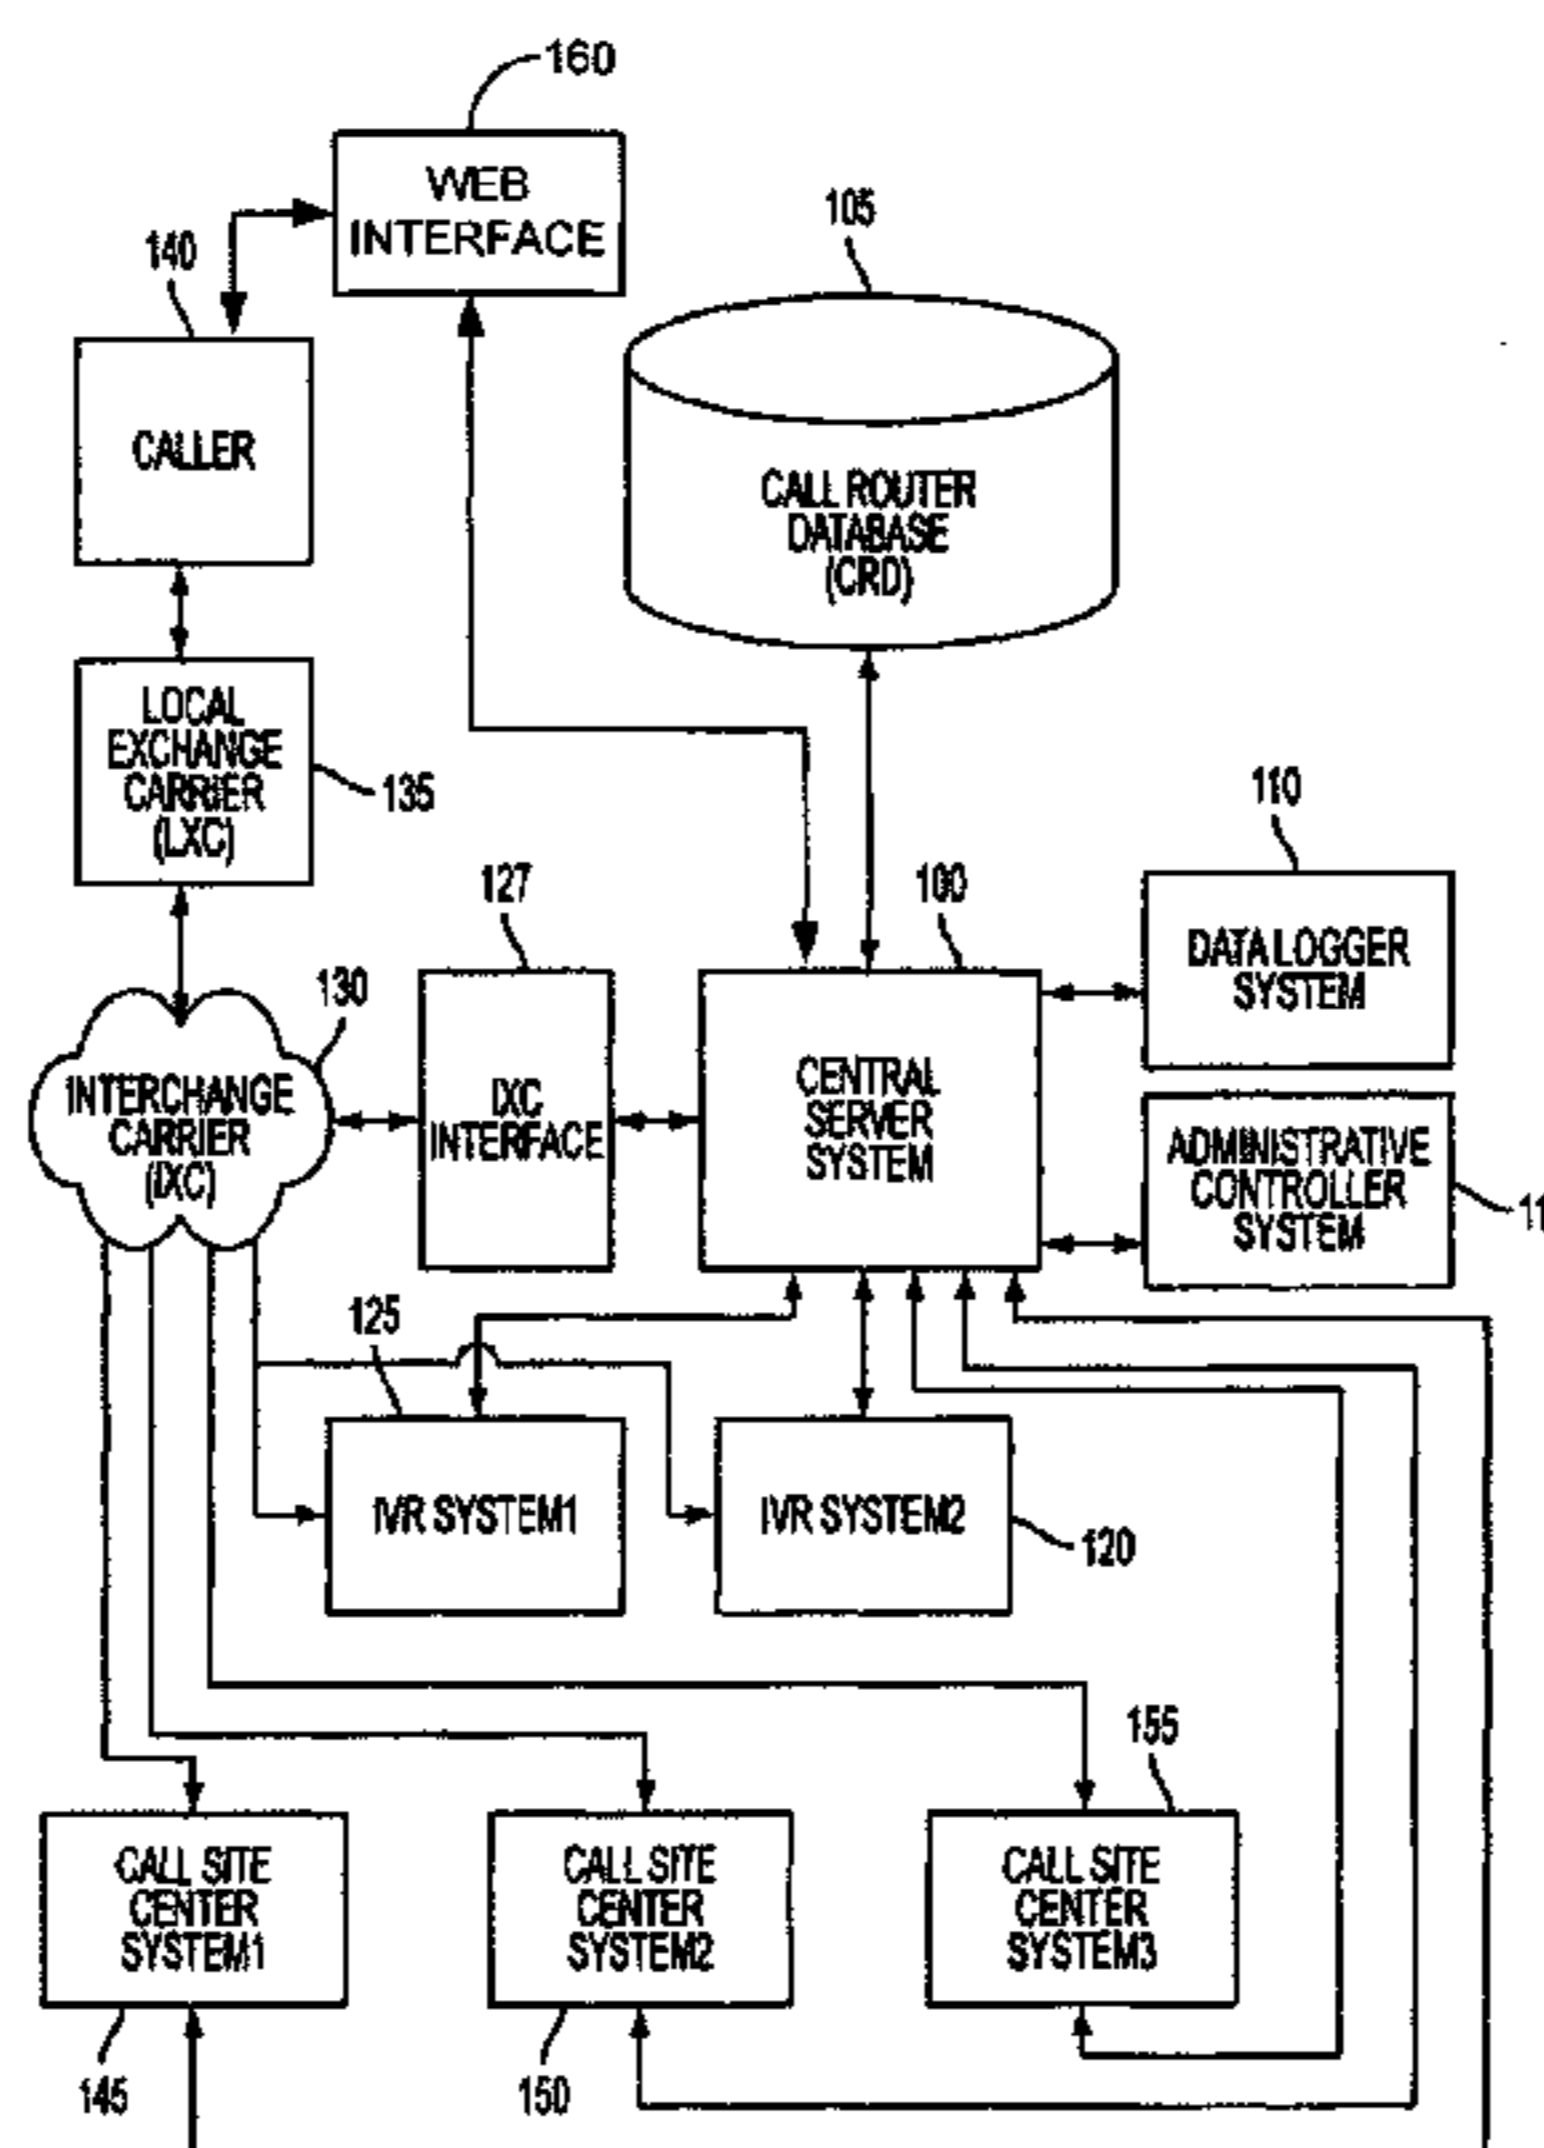 160
WEB
INTERFACE
105
140
CALLER
CALL ROUTER
DATABASE
(CRD)
LOCAL
EXCHANGE
CARRIER
(LXC)
135
110
127
100
DATA LOGGER
SYSTEM
130
INTERCHANGE
CARRIER
(IXC)
IXC
INTERFACE
CENTRAL
SERVER
SYSTEM
ADMINISTRATIVE
CONTROLLER
SYSTEM
11
125
IVR SYSTEM1
IVR SYSTEM2
120
155
CALL SITE
CENTER
SYSTEM1
CALL SITE
CENTER
SYSTEM2
CALL SITE
CENTER
SYSTEM3
145
150